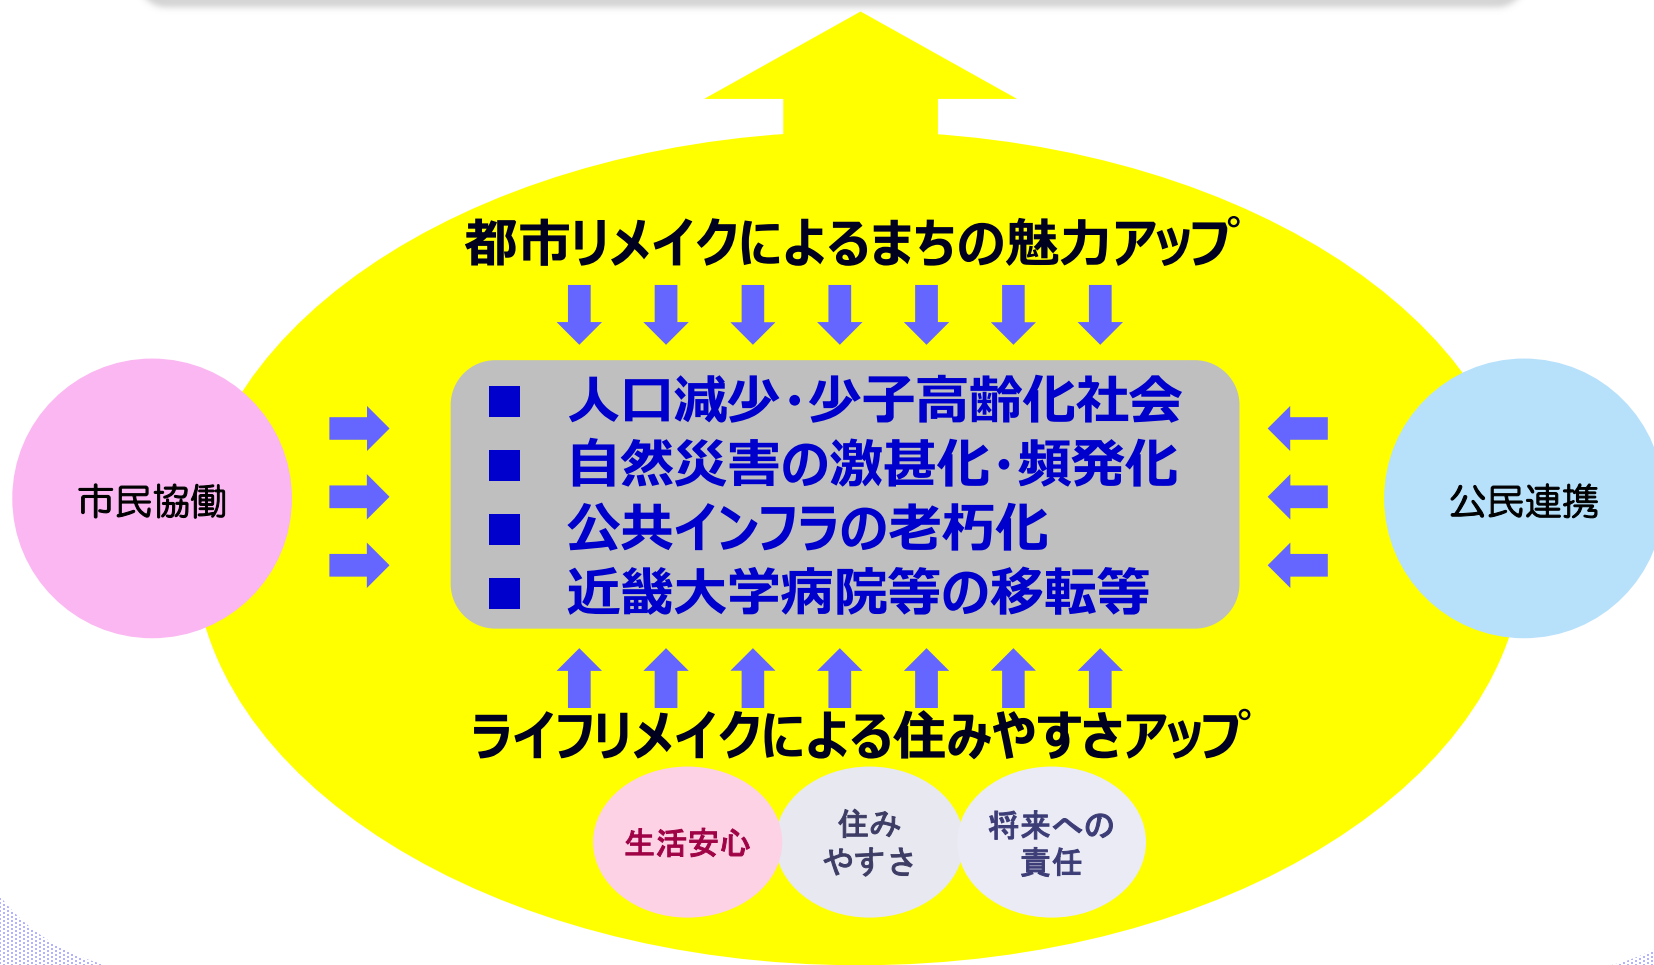 都市リメイクによるまちの魅力アップ
■ 人口減少・少子高齢化社会
■ 自然災害の激甚化・頻発化
■ 公共インフラの老朽化
■ 近畿大学病院等の移転等
市民協働
公民連携
ライフリメイクによる住みやすさアップ
生活安心
住み
やすさ
将来への
責任